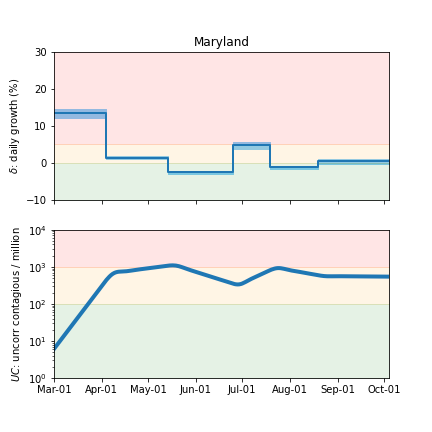 Maryland
30
20
10
0
−10
δ: daily growth (%)
10⁴
10³
10²
10¹
10⁰
UC: uncorr contagious / million
Mar-01 Apr-01 May-01 Jun-01 Jul-01 Aug-01 Sep-01 Oct-01